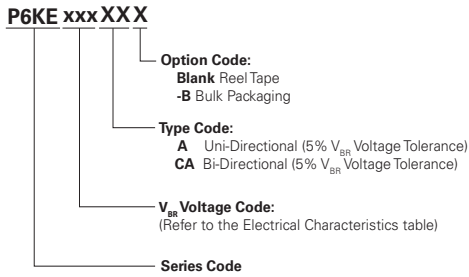 P6KE xxx XX X
Option Code:
Blank Reel Tape
-B Bulk Packaging
Type Code:
A Uni-Directional (5% VBR Voltage Tolerance)
CA Bi-Directional (5% VBR Voltage Tolerance)
VBR Voltage Code:
(Refer to the Electrical Characteristics table)
Series Code